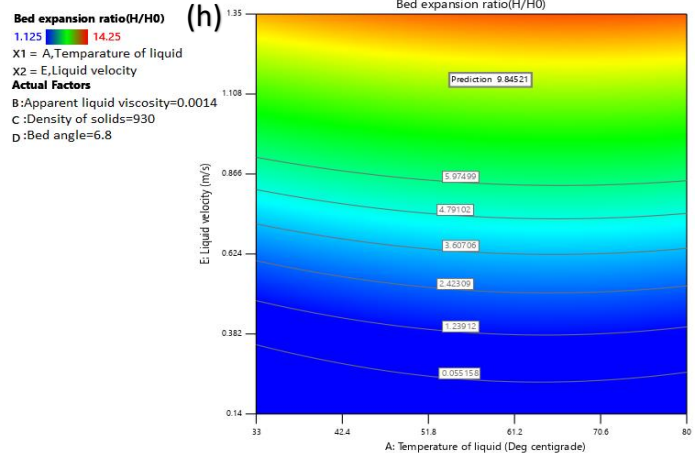 Bed expansion ratio(H/H0)
1.125 14.25
X1 = A,Temparature of liquid
X2 = E,Liquid velocity
Actual Factors
B:Apparent liquid viscosity=0.0014
C :Density of solids=930
D :Bed angle=6.8
(h)
Bed expansion ratio(H/H0)
E: Liquid velocity (m/s)
1.35
1.108
0.866
0.624
0.382
0.14
Prediction 9.84521
5.97499
4.79102
3.60706
2.42309
1.23912
0.055158
33 42.4 51.8 61.2 70.6 80
A: Temperature of liquid (Deg centigrade)